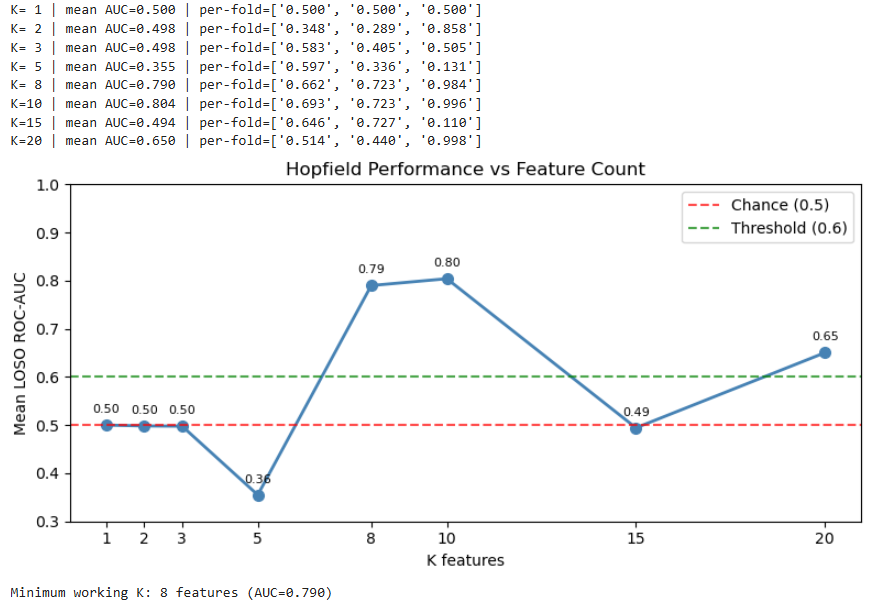 K= 1 | mean AUC=0.500 | per-fold=['0.500', '0.500', '0.500']
K= 2 | mean AUC=0.498 | per-fold=['0.348', '0.289', '0.858']
K= 3 | mean AUC=0.498 | per-fold=['0.583', '0.405', '0.505']
K= 5 | mean AUC=0.355 | per-fold=['0.597', '0.336', '0.131']
K= 8 | mean AUC=0.790 | per-fold=['0.662', '0.723', '0.984']
K=10 | mean AUC=0.804 | per-fold=['0.693', '0.723', '0.996']
K=15 | mean AUC=0.494 | per-fold=['0.646', '0.727', '0.110']
K=20 | mean AUC=0.650 | per-fold=['0.514', '0.440', '0.998']
Hopfield Performance vs Feature Count
Chance (0.5)
Threshold (0.6)
Mean LOSO ROC-AUC
1.0
0.9
0.8
0.7
0.6
0.5
0.4
0.3
0.50
0.50
0.50
0.36
0.79
0.80
0.49
0.65
1 2 3 5 8 10 15 20
K features
Minimum working K: 8 features (AUC=0.790)